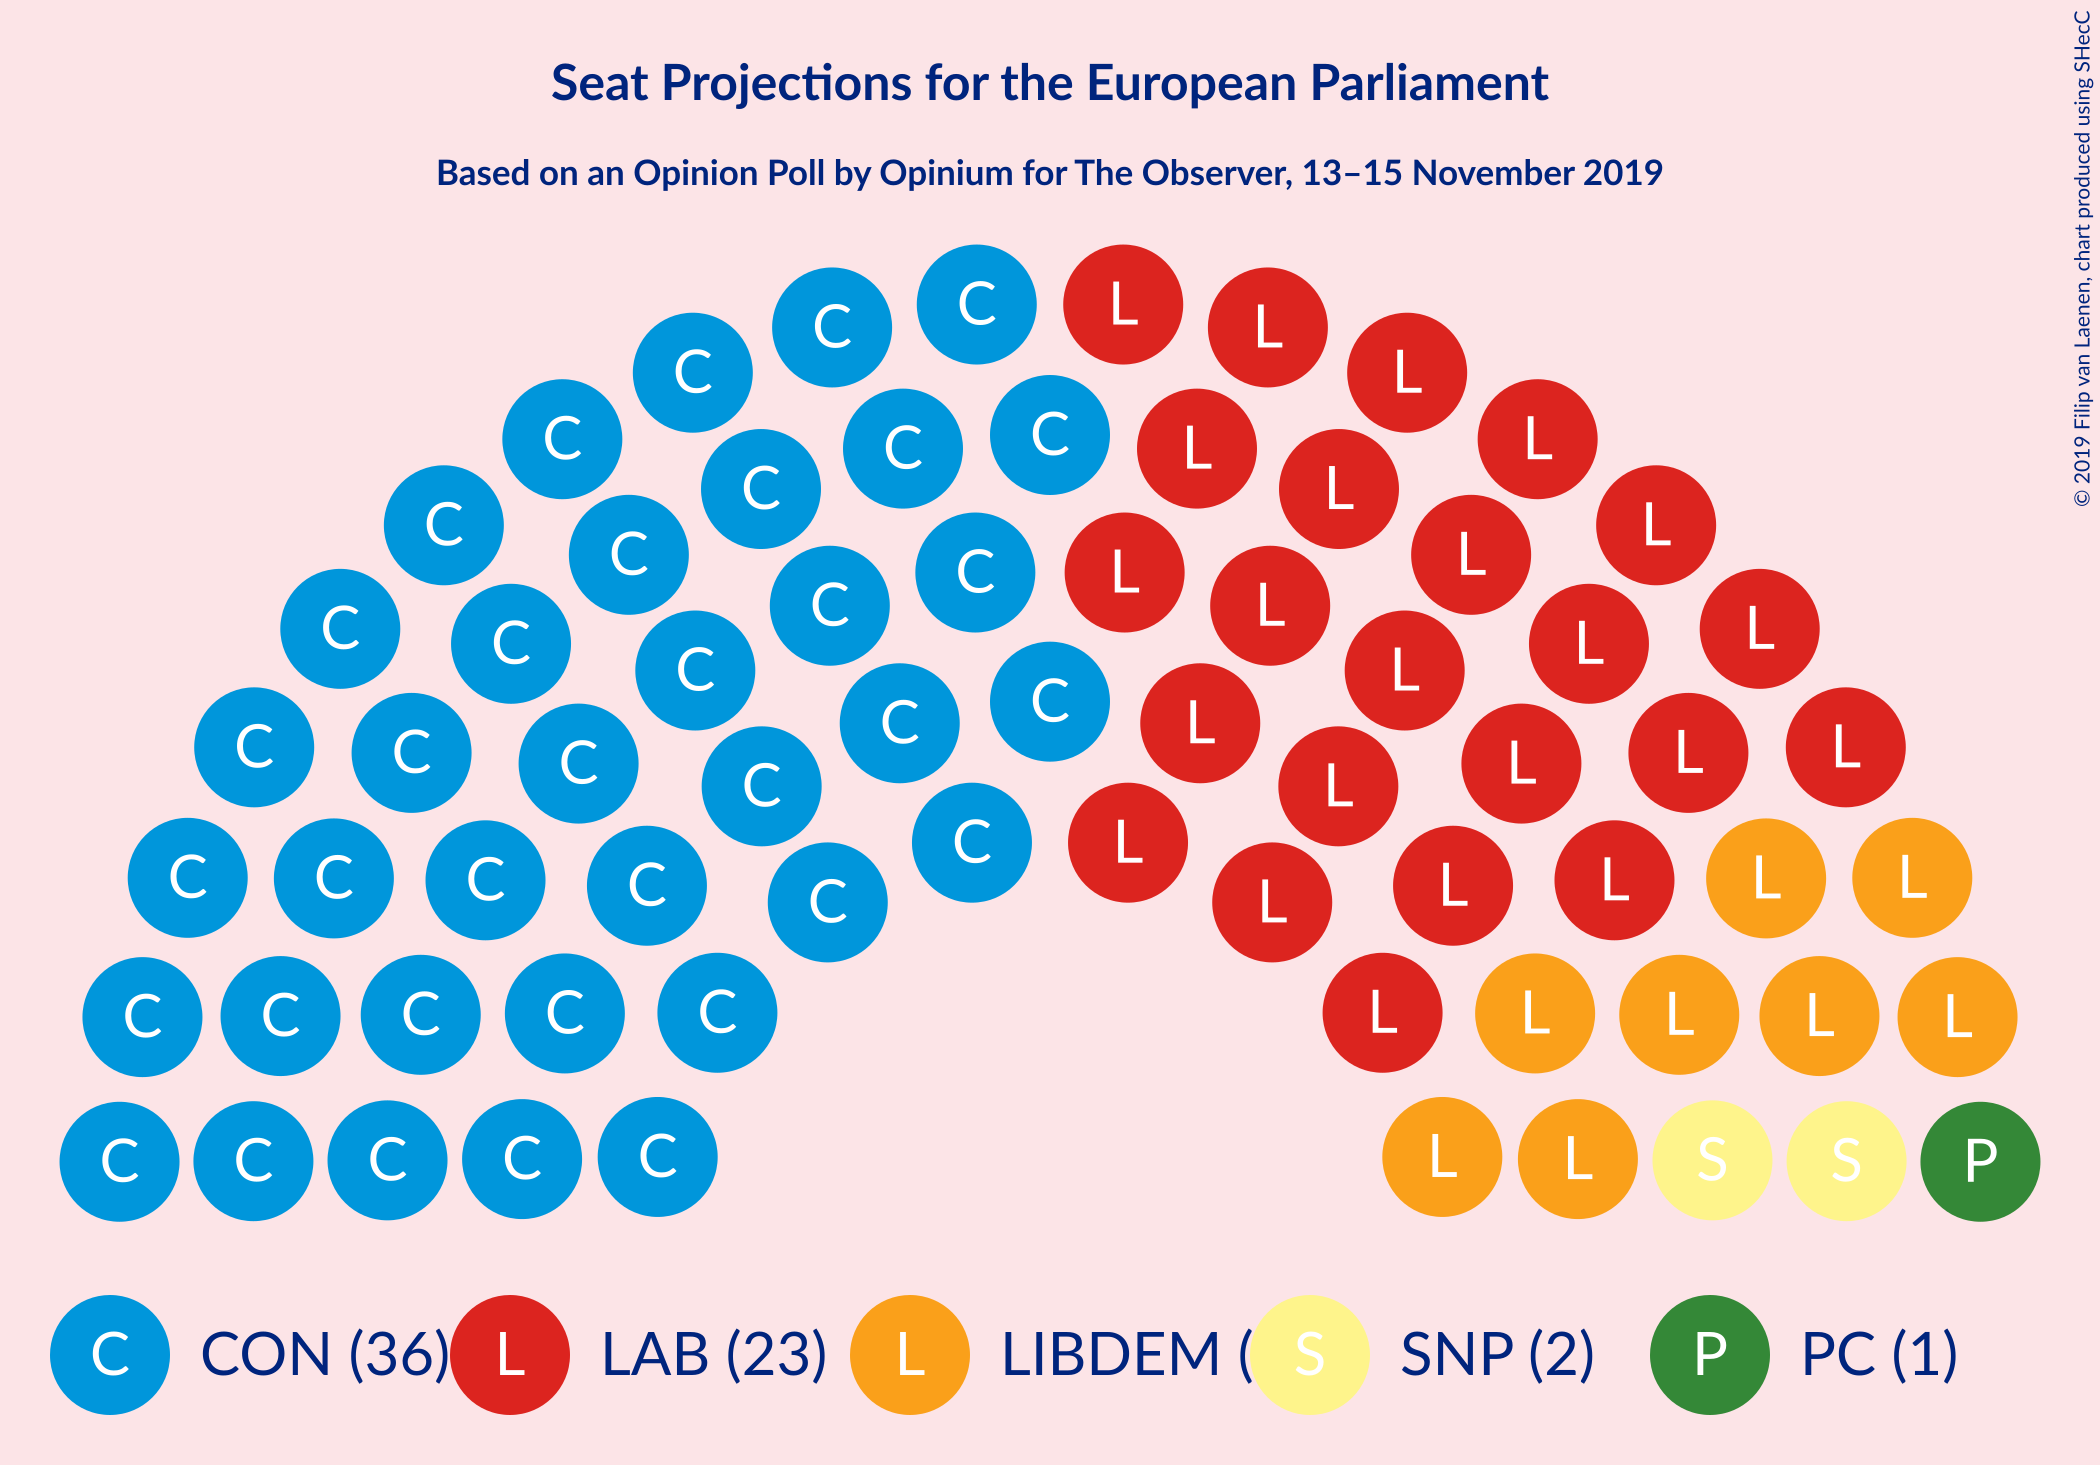 Seat Projections for the European Parliament
Based on an Opinion Poll by Opinium for The Observer, 13–15 November 2019
© 2019 Filip van Laenen, chart produced using SHecC
C L
C L
C L
C C C L L
C L
C L
C C L L
C C C L L L
C L
C C C C C L L L L
C L
C L
C C C C C L L L L L
C C C C C L L L L L
C C C C C L L S S P
C CON (36) L LAB (23) L LIBDEM ( S SNP (2) P PC (1)